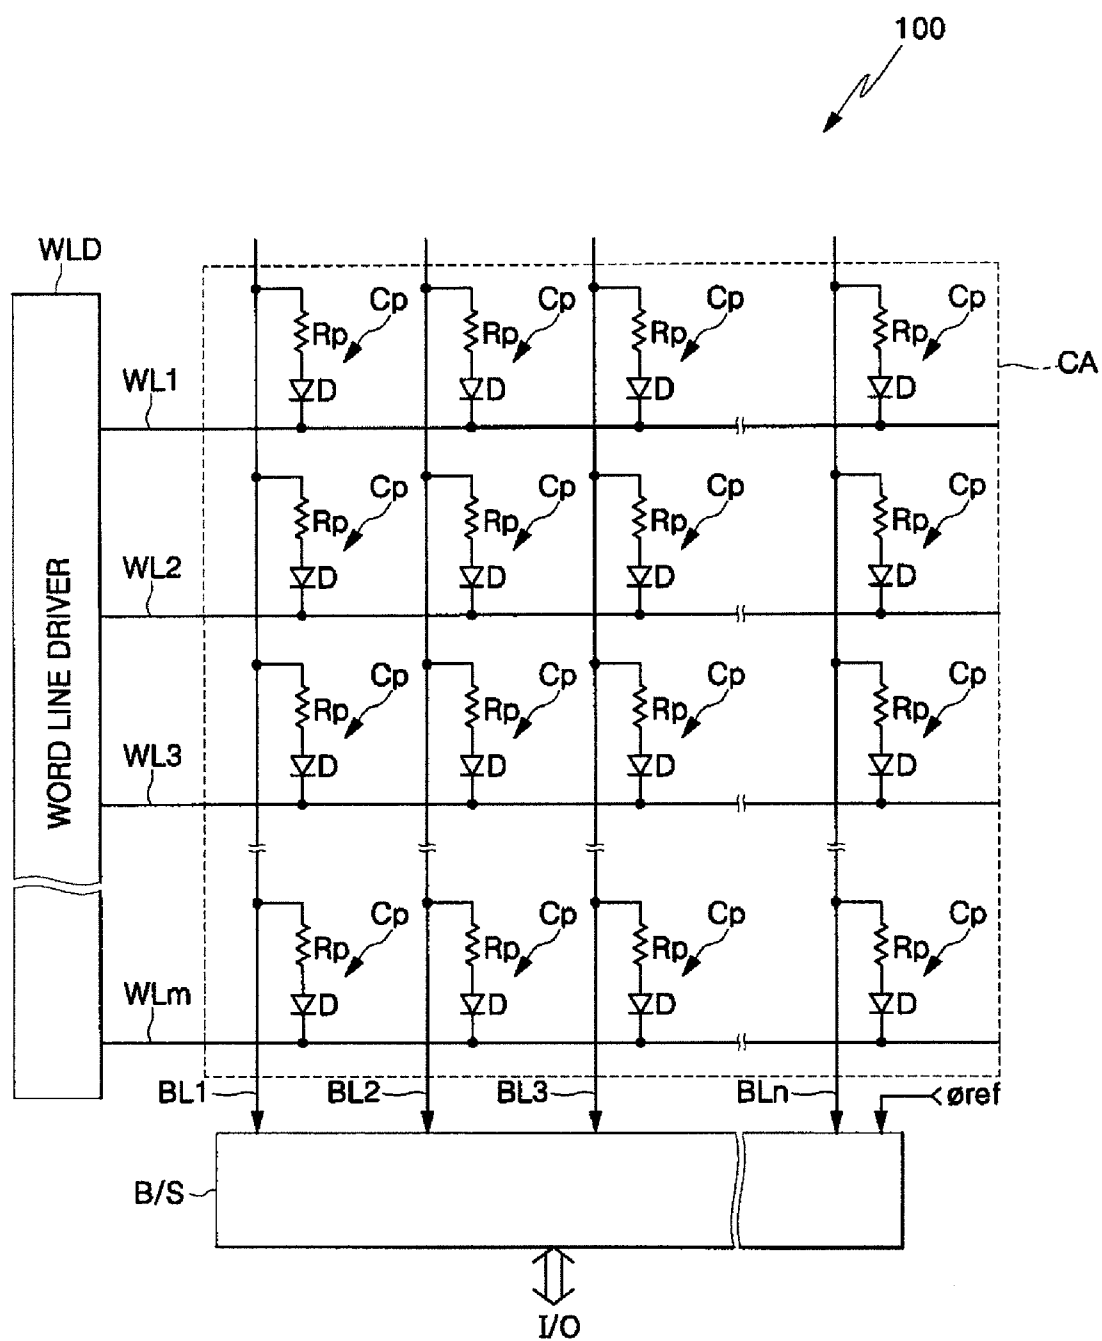 100
WLD
Cp Cp Cp Cp
Rp Rp Rp Rp
CA
WL1
D D D D
Cp Cp Cp Cp
Rp Rp Rp Rp
WL2
D D D D
WORD LINE DRIVER
Cp Cp Cp Cp
Rp Rp Rp Rp
WL3
D D D D
Cp Cp Cp Cp
Rp Rp Rp Rp
WLm
D D D D
BL1 BL2 BL3 BLn
øref
B/S
I/O